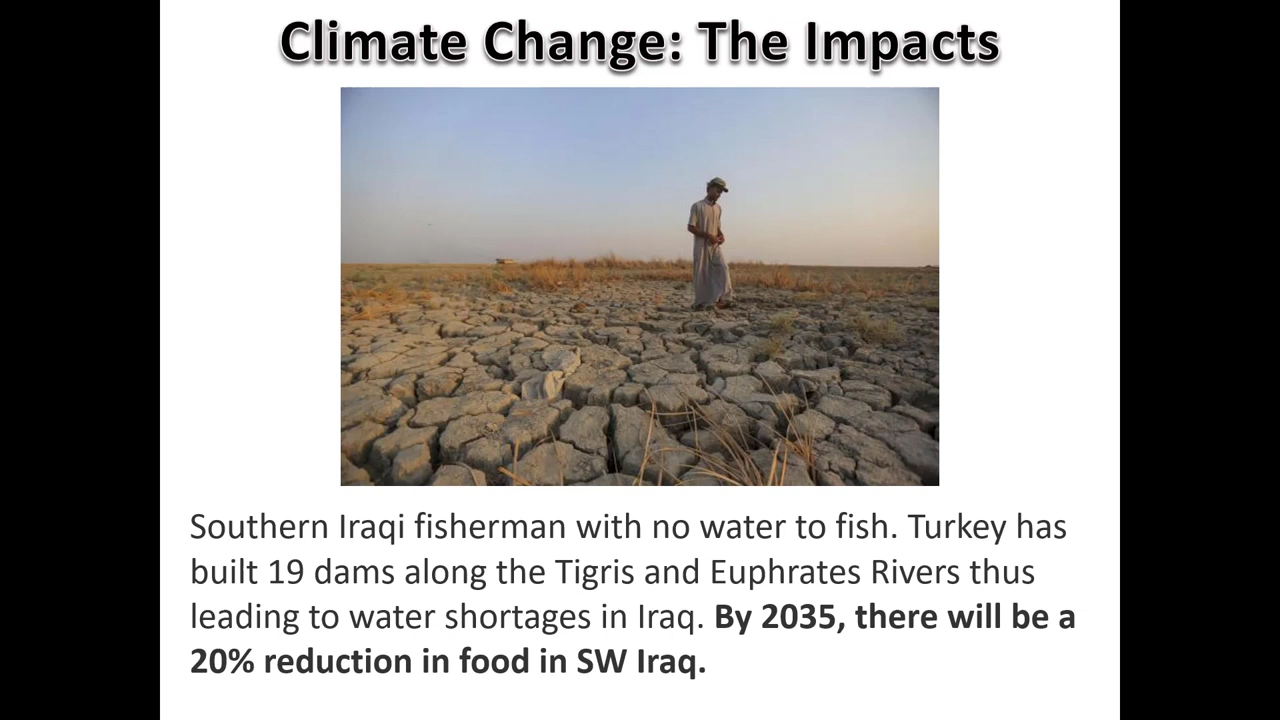 Climate Change: The Impacts
Southern Iraqi fisherman with no water to fish. Turkey has
built 19 dams along the Tigris and Euphrates Rivers thus
leading to water shortages in Iraq. By 2035, there will be a
20% reduction in food in SW Iraq.